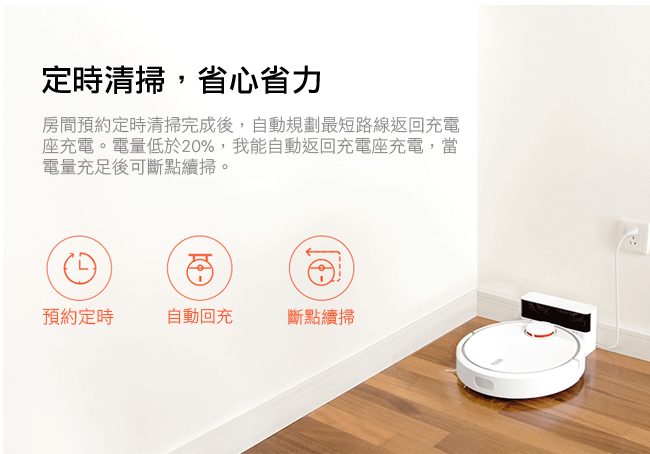 定時清掃，省心省力
房間預約定時清掃完成後，自動規劃最短路線返回充電
座充電。電量低於20%，我能自動返回充電座充電，當
電量充足後可斷點續掃。
預約定時
自動回充
斷點續掃